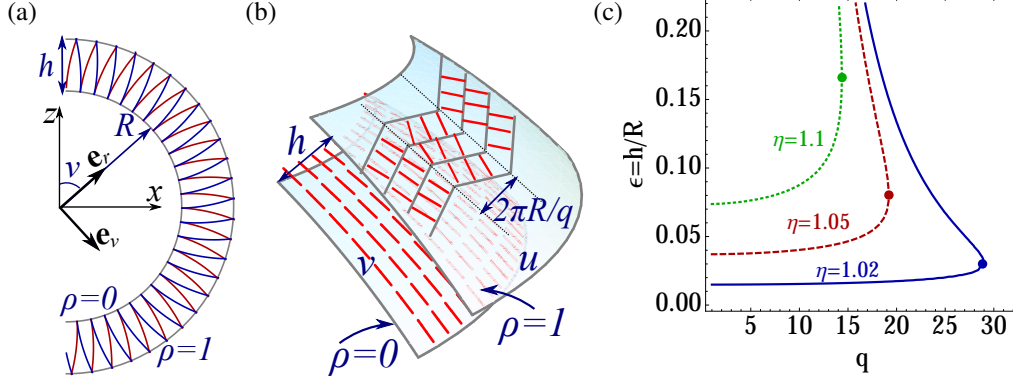 (a)
h
z
R
v
e_r
x
e_v
ρ=0
ρ=1
(b)
h
2πR/q
v
u
ρ=1
ρ=0
(c)
ϵ=h/R
0.20
0.15
0.10
0.05
0.00
η=1.1
η=1.05
η=1.02
5 10 15 20 25 30
q